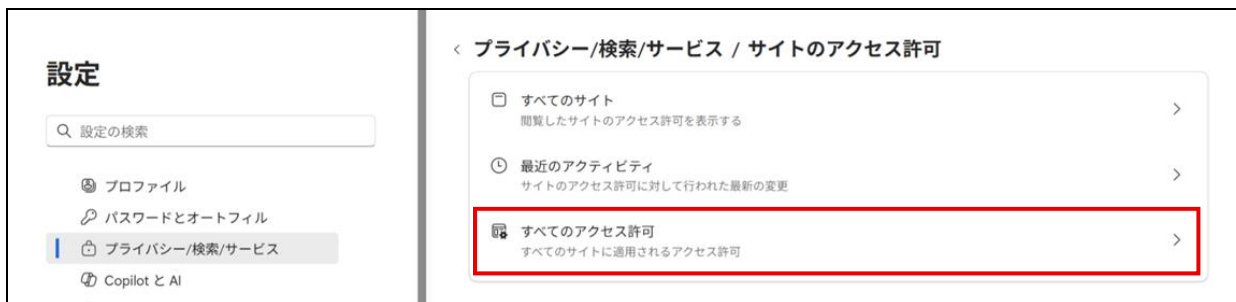 設定
設定の検索
プロファイル
パスワードとオートフィル
プライバシー/検索/サービス
Copilot と AI
プライバシー/検索/サービス / サイトのアクセス許可
すべてのサイト
閲覧したサイトのアクセス許可を表示する
最近のアクティビティ
サイトのアクセス許可に対して行われた最新の変更
すべてのアクセス許可
すべてのサイトに適用されるアクセス許可